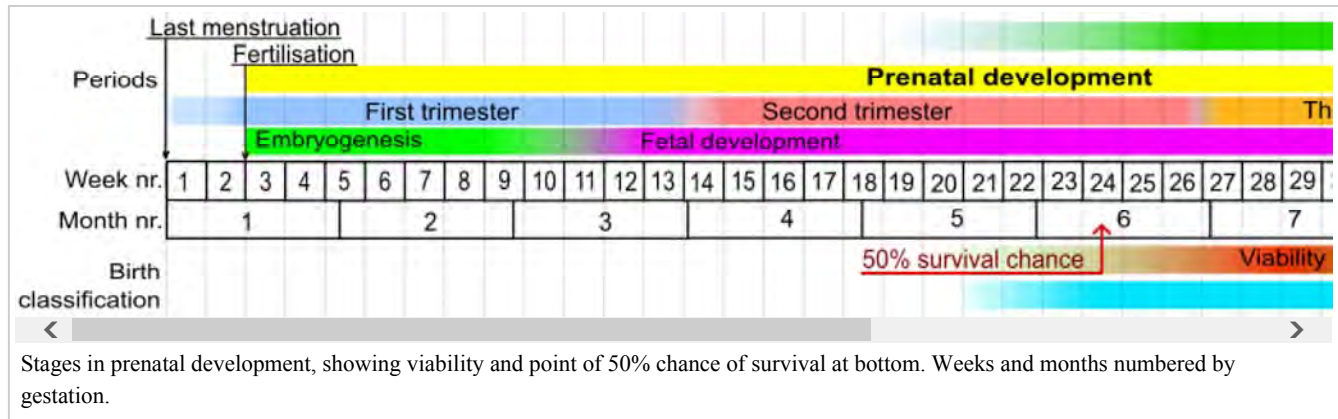 Last menstruation
Fertilisation
Periods
Prenatal development
First trimester Second trimester Th
Embryogenesis Fetal development
Week nr. 1 2 3 4 5 6 7 8 9 10 11 12 13 14 15 16 17 18 19 20 21 22 23 24 25 26 27 28 29
Month nr. 1 2 3 4 5 6 7
50% survival chance Viability
Birth
classification
Stages in prenatal development, showing viability and point of 50% chance of survival at bottom. Weeks and months numbered by
gestation.